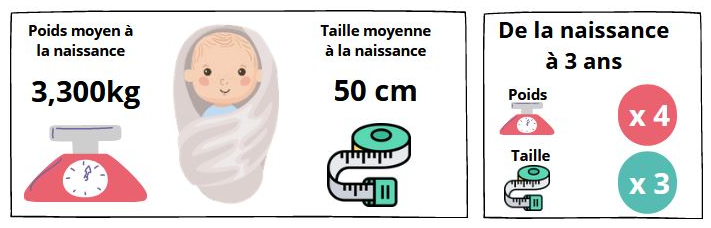 Poids moyen à
la naissance
3,300kg
Taille moyenne
à la naissance
50 cm
De la naissance
à 3 ans
Poids
x 4
Taille
x 3